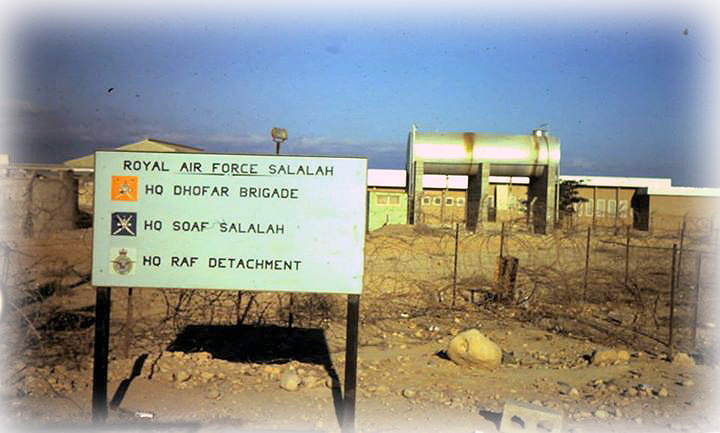 ROYAL AIR FORCE SALALAH
HQ DHOFAR BRIGADE
HQ SOAF SALALAH
HQ RAF DETACHMENT